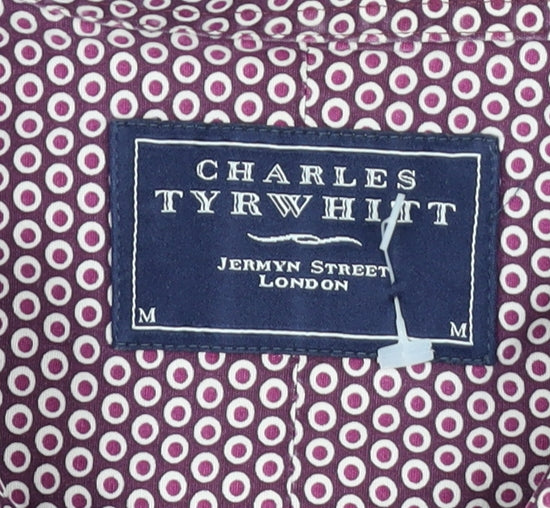 CHARLES
TYRWHITT
JERMYN STREET
LONDON
M M